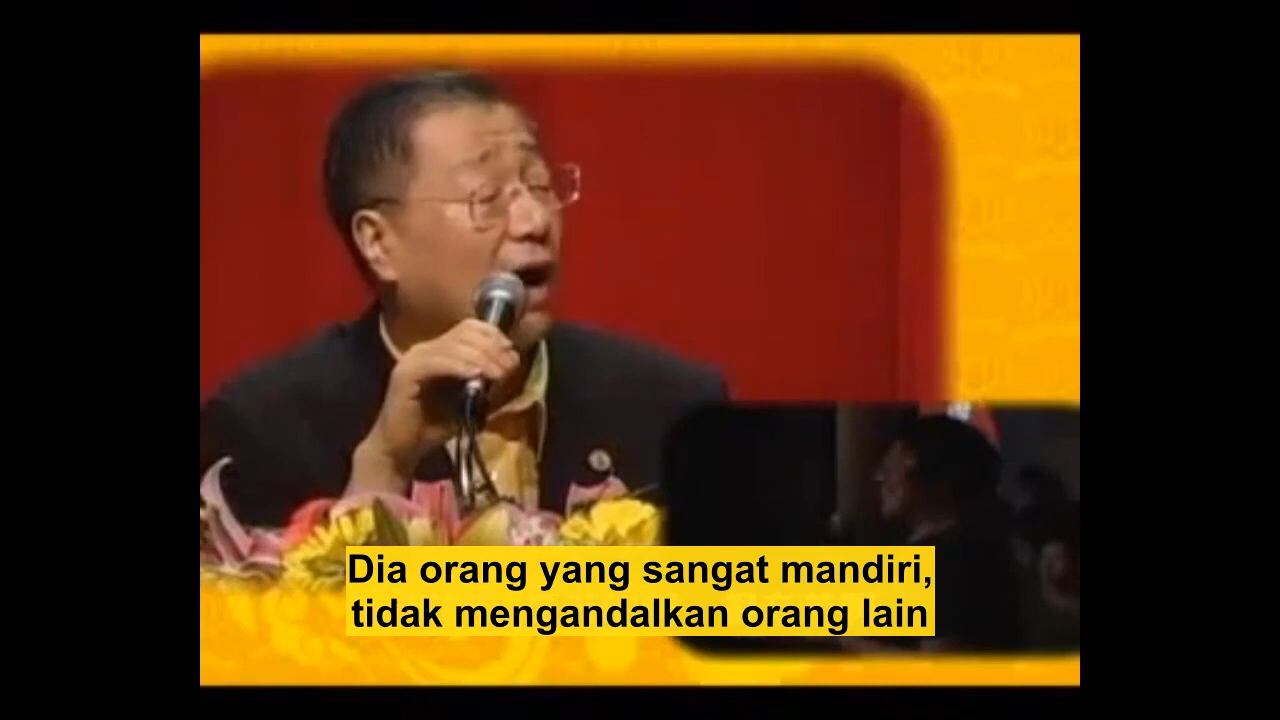 Dia orang yang sangat mandiri,
tidak mengandalkan orang lain